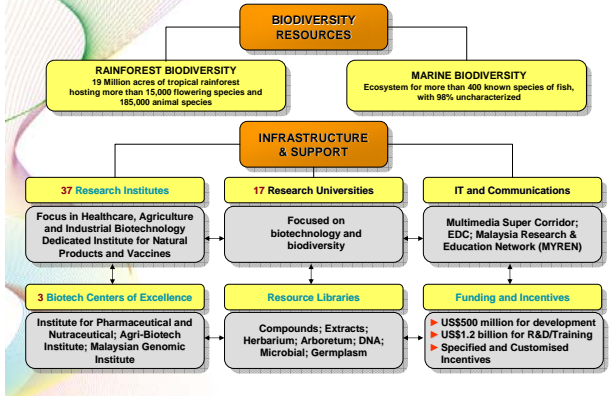 BIODIVERSITY
RESOURCES
RAINFOREST BIODIVERSITY
19 Million acres of tropical rainforest
hosting more than 15,000 flowering species and
185,000 animal species
MARINE BIODIVERSITY
Ecosystem for more than 400 known species of fish,
with 98% uncharacterized
INFRASTRUCTURE
& SUPPORT
37 Research Institutes
Focus in Healthcare, Agriculture
and Industrial Biotechnology
Dedicated Institute for Natural
Products and Vaccines
17 Research Universities
Focused on
biotechnology and
biodiversity
IT and Communications
Multimedia Super Corridor;
EDC; Malaysia Research &
Education Network (MYREN)
3 Biotech Centers of Excellence
Institute for Pharmaceutical and
Nutraceutical; Agri-Biotech
Institute; Malaysian Genomic
Institute
Resource Libraries
Compounds; Extracts;
Herbarium; Arboretum; DNA;
Microbial; Germplasm
Funding and Incentives
► US$500 million for development
► US$1.2 billion for R&D/Training
► Specified and Customised
Incentives